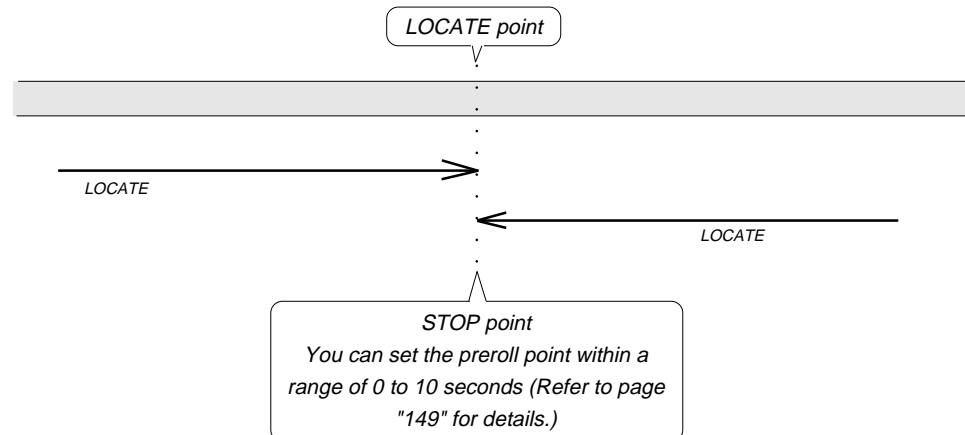 LOCATE point
LOCATE
LOCATE
STOP point
You can set the preroll point within a
range of 0 to 10 seconds (Refer to page
"149" for details.)